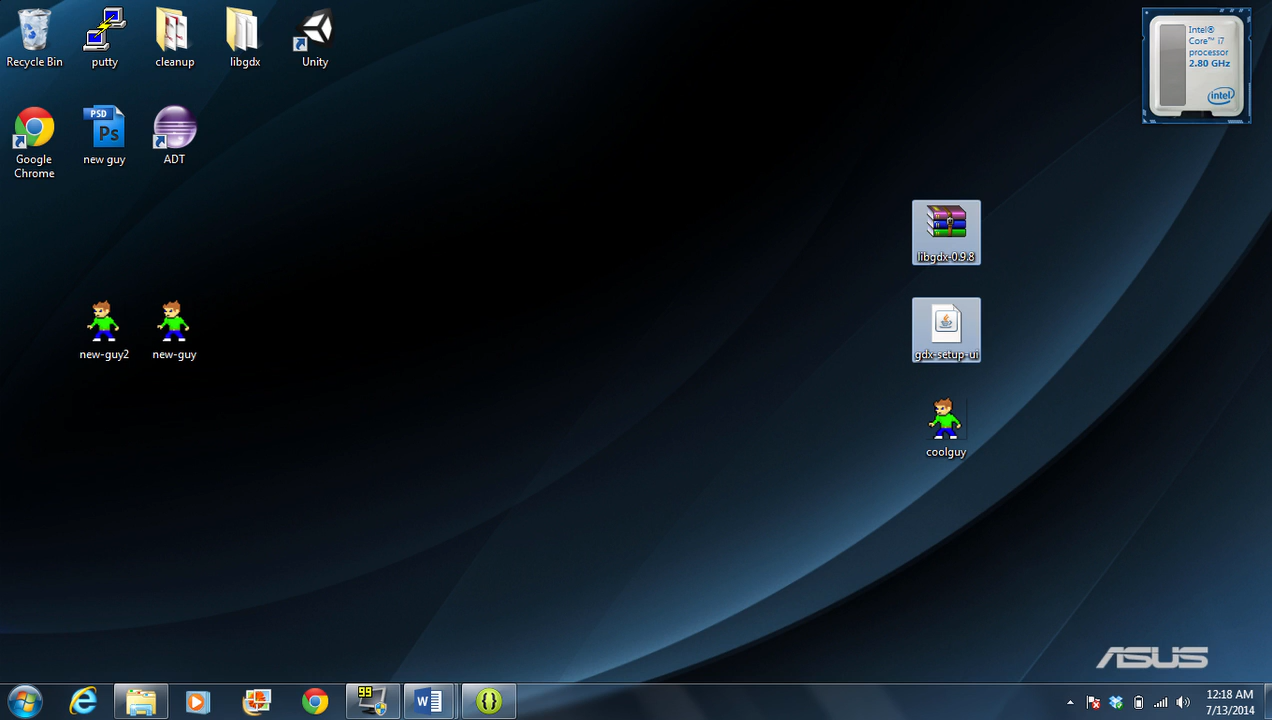 Recycle Bin
putty
cleanup
libgdx
Unity
Intel®
Core™ i7
processor
2.80 GHz
intel
Google
Chrome
PSD
Ps
new guy
ADT
libgdx-0.9.8
new-guy2
new-guy
gdx-setup-ui
coolguy
ASUS
99
W
{}
12:18 AM
7/13/2014